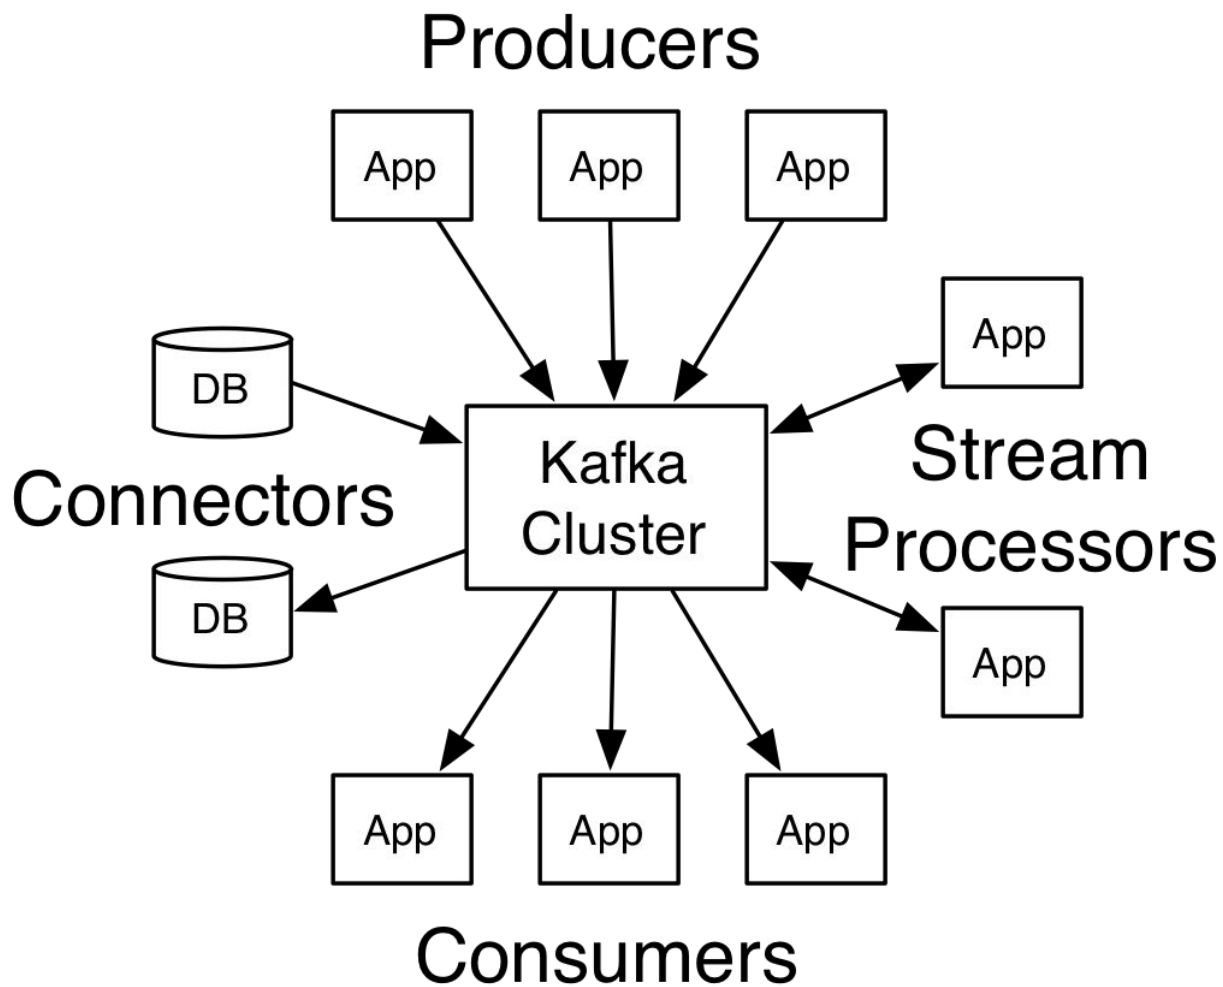 Producers
App
App
App
App
DB
Kafka
Cluster
Stream
Processors
Connectors
DB
App
App
App
App
Consumers